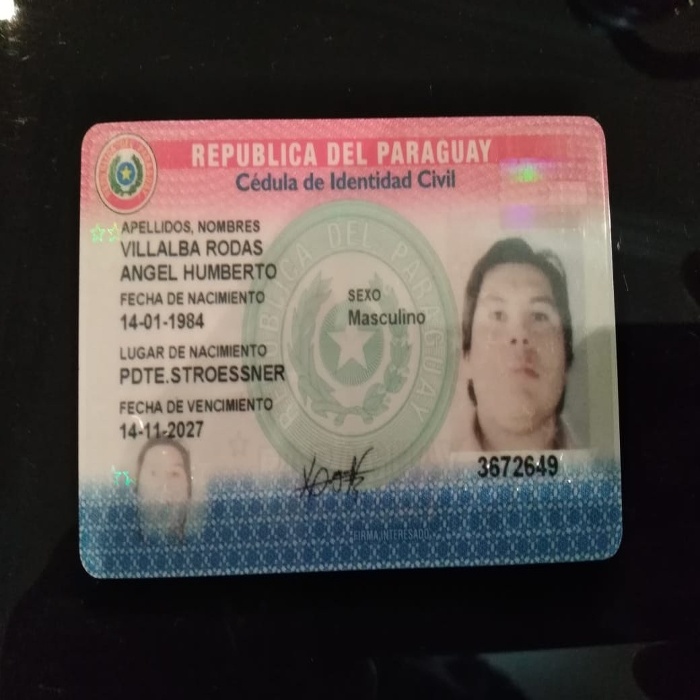 REPUBLICA DEL PARAGUAY
Cédula de Identidad Civil
APELLIDOS, NOMBRES
VILLALBA RODAS
ANGEL HUMBERTO
FECHA DE NACIMIENTO
14-01-1984
SEXO
Masculino
LUGAR DE NACIMIENTO
PDTE.STROESSNER
FECHA DE VENCIMIENTO
14-11-2027
3672649
FIRMA INTERESADO
REPUBLICA DEL PARAGUAY